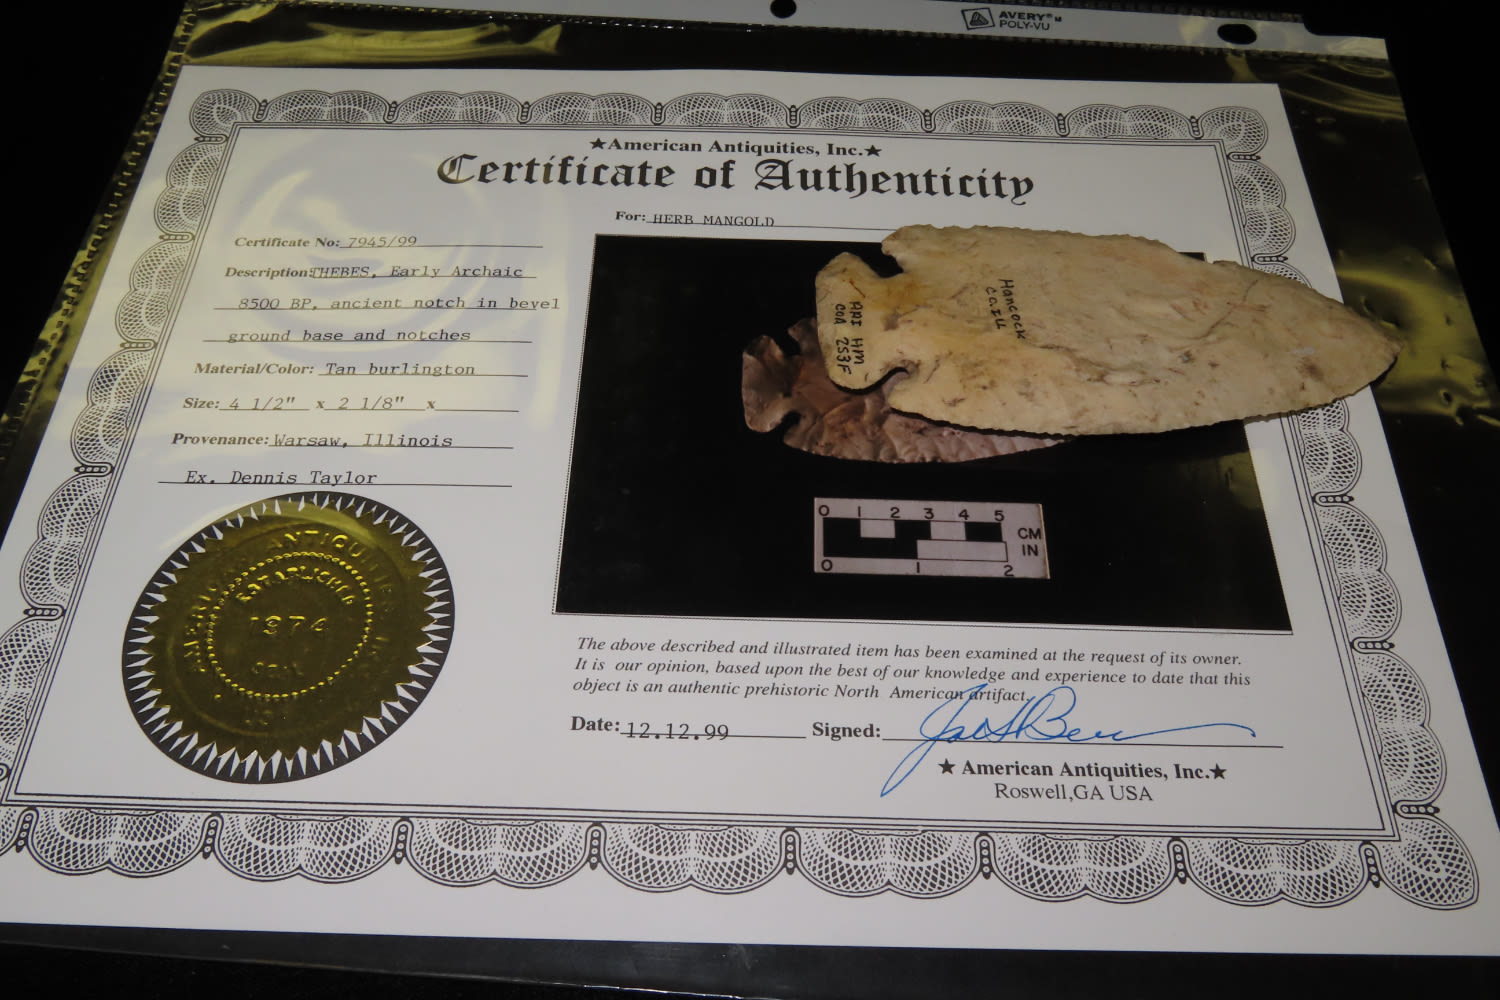 AVERY®
POLY-VU
★American Antiquities, Inc.★
Certificate of Authenticity
For: HERB MANGOLD
Certificate No: 7945/99
Description: THEBES, Early Archaic
8500 BP, ancient notch in bevel
ground base and notches
Material/Color: Tan burlington
Size: 4 1/2" x 2 1/8" x
Provenance: Warsaw, Illinois
Ex. Dennis Taylor
Hancock
Co. ILL
HM
COA 253F
0 1 2 3 4 5
CM
IN
0 1 2
AMERICAN ANTIQUITIES INC.
ESTABLISHED
1974
The above described and illustrated item has been examined at the request of its owner.
It is our opinion, based upon the best of our knowledge and experience to date that this
object is an authentic prehistoric North American artifact.
Date: 12.12.99 Signed:
★ American Antiquities, Inc.★
Roswell,GA USA